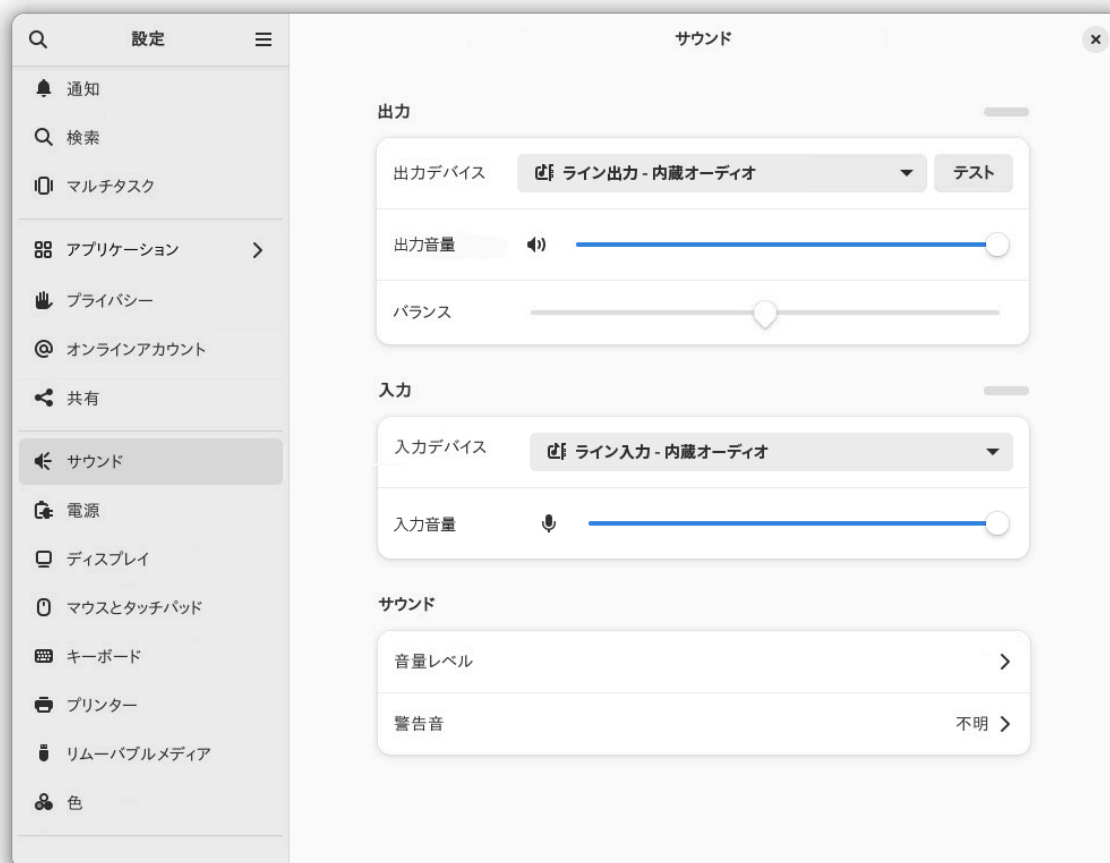 設定
サウンド
通知
検索
マルチタスク
アプリケーション
プライバシー
オンラインアカウント
共有
サウンド
電源
ディスプレイ
マウスとタッチパッド
キーボード
プリンター
リムーバブルメディア
色
出力
出力デバイス
ライン出力 - 内蔵オーディオ
テスト
出力音量
バランス
入力
入力デバイス
ライン入力 - 内蔵オーディオ
入力音量
サウンド
音量レベル
警告音
不明